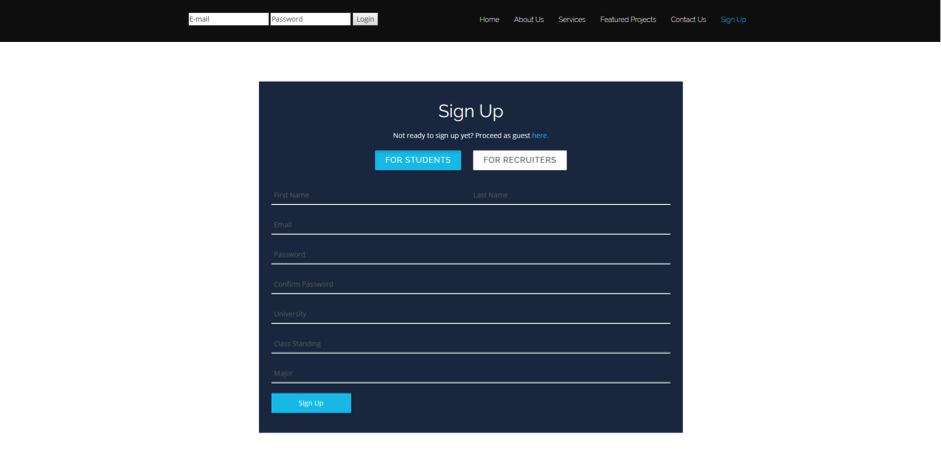 E-mail Password Login Home About Us Services Featured Projects Contact Us Sign Up
Sign Up
Not ready to sign up yet? Proceed as guest here.
FOR STUDENTS FOR RECRUITERS
First Name Last Name
Email
Password
Confirm Password
University
Class Standing
Major
Sign Up